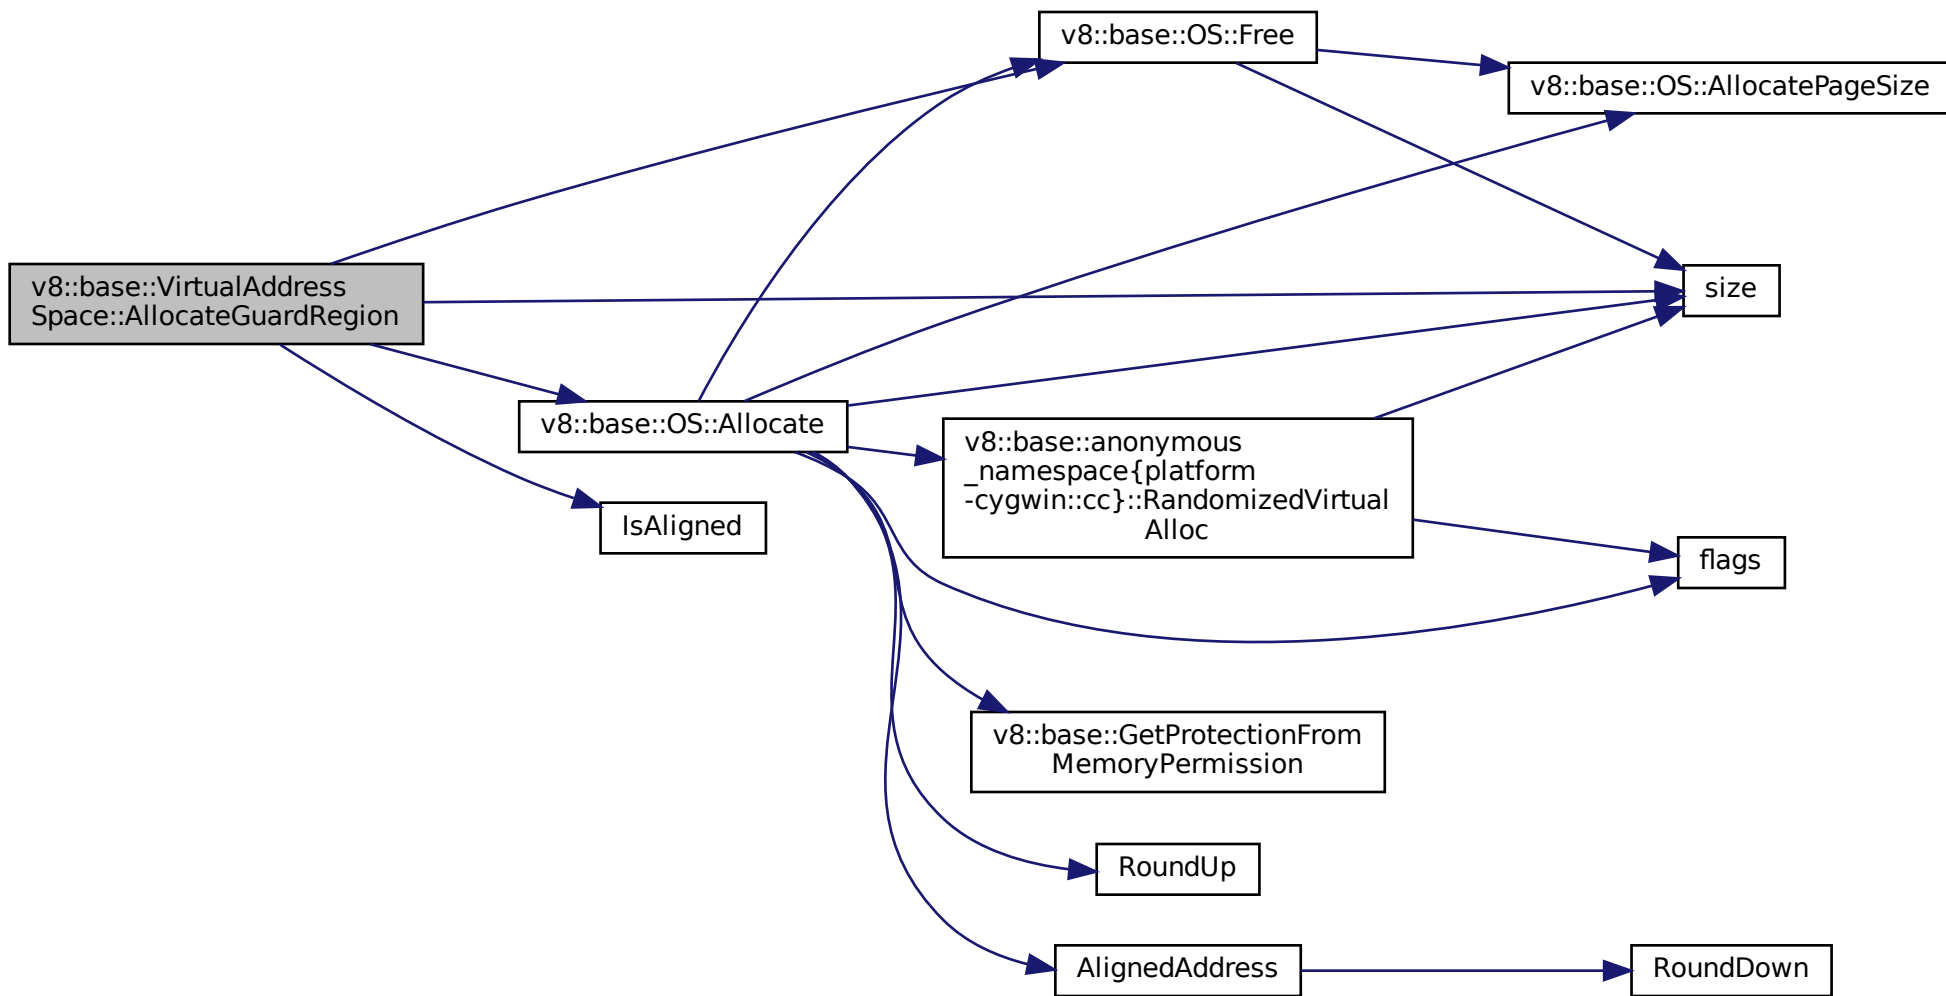 v8::base::OS::Free
v8::base::OS::AllocatePageSize
v8::base::VirtualAddress
Space::AllocateGuardRegion
size
v8::base::OS::Allocate
v8::base::anonymous
_namespace{platform
-cygwin::cc}::RandomizedVirtual
Alloc
IsAligned
flags
v8::base::GetProtectionFrom
MemoryPermission
RoundUp
AlignedAddress
RoundDown